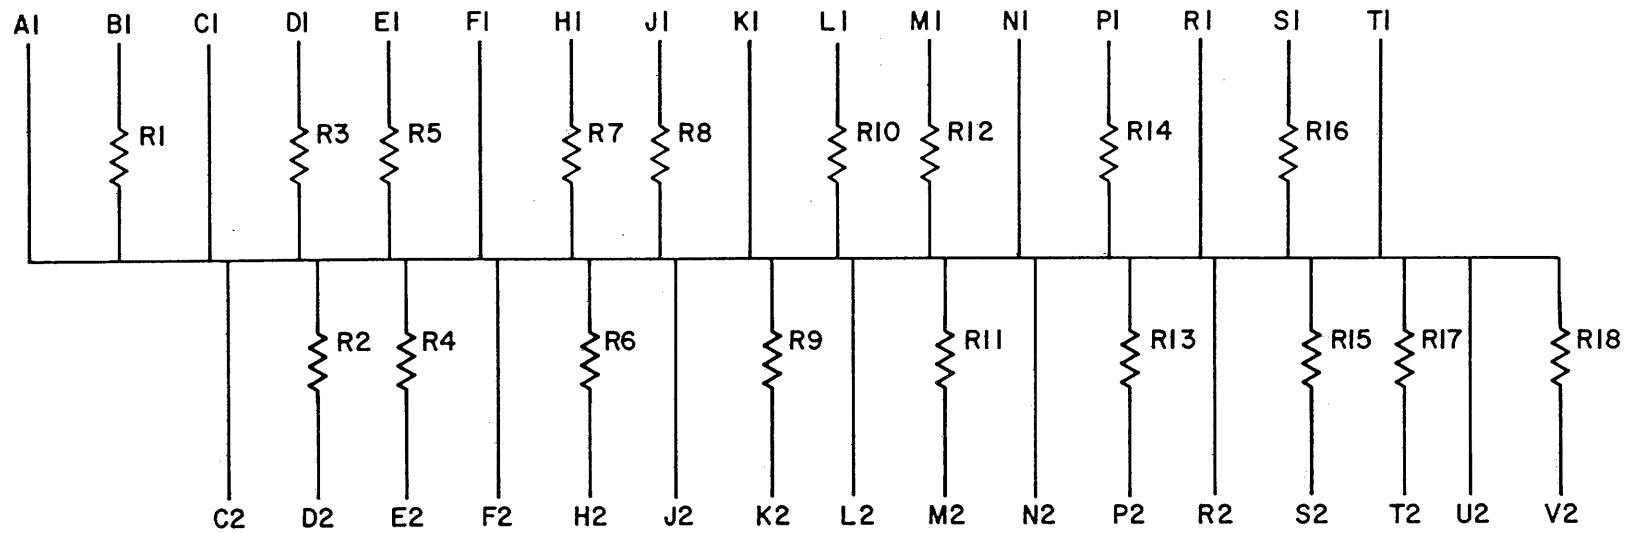 A1 B1 C1 D1 E1 F1 H1 J1 K1 L1 M1 N1 P1 R1 S1 T1
R1 R3 R5 R7 R8 R10 R12 R14 R16
R2 R4 R6 R9 R11 R13 R15 R17 R18
C2 D2 E2 F2 H2 J2 K2 L2 M2 N2 P2 R2 S2 T2 U2 V2